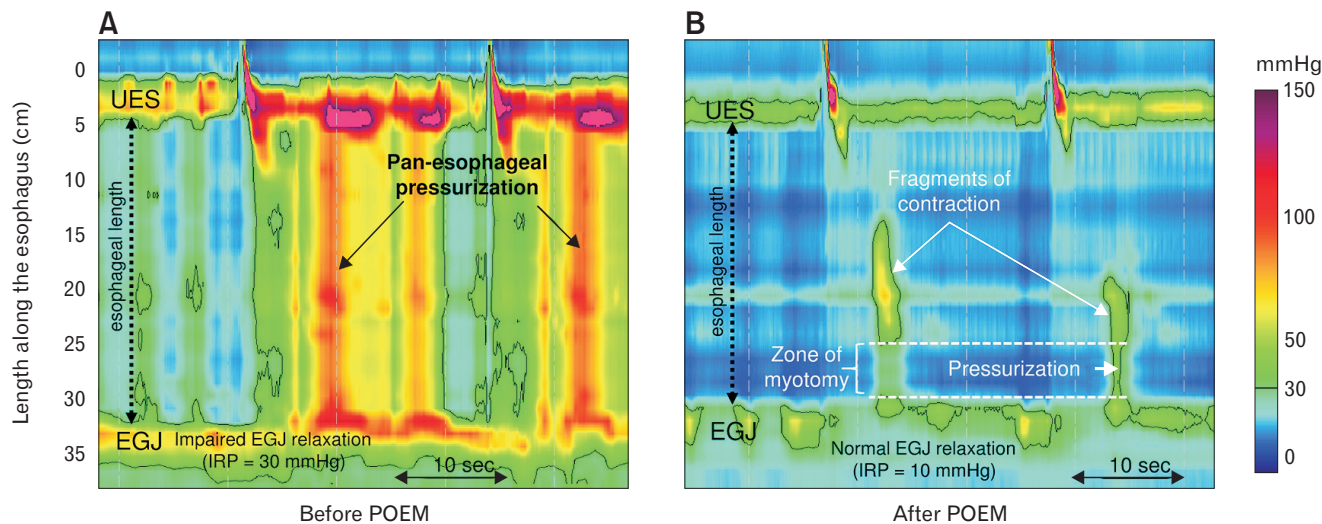 A
B
mmHg
150
100
50
30
0
Length along the esophagus (cm)
0
5
10
15
20
25
30
35
UES
esophageal length
Pan-esophageal
pressurization
EGJ
Impaired EGJ relaxation
(IRP = 30 mmHg)
10 sec
Before POEM
UES
esophageal length
Fragments of
contraction
Zone of
myotomy
Pressurization
EGJ
Normal EGJ relaxation
(IRP = 10 mmHg)
10 sec
After POEM